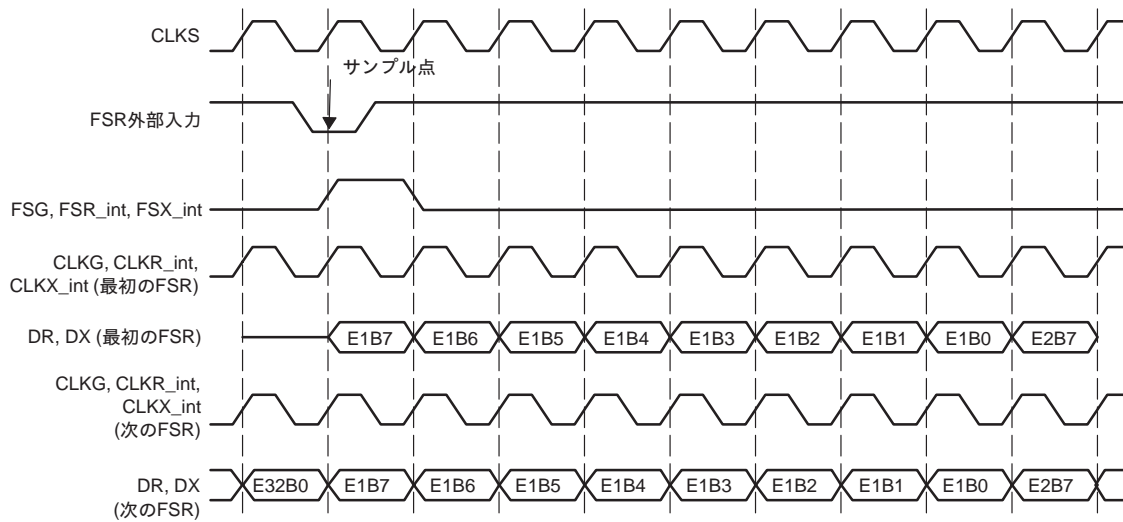 CLKS
サンプル点
FSR外部入力
FSG, FSR_int, FSX_int
CLKG, CLKR_int,
CLKX_int (最初のFSR)
DR, DX (最初のFSR)
E1B7 E1B6 E1B5 E1B4 E1B3 E1B2 E1B1 E1B0 E2B7
CLKG, CLKR_int,
CLKX_int
(次のFSR)
DR, DX
(次のFSR)
E32B0 E1B7 E1B6 E1B5 E1B4 E1B3 E1B2 E1B1 E1B0 E2B7